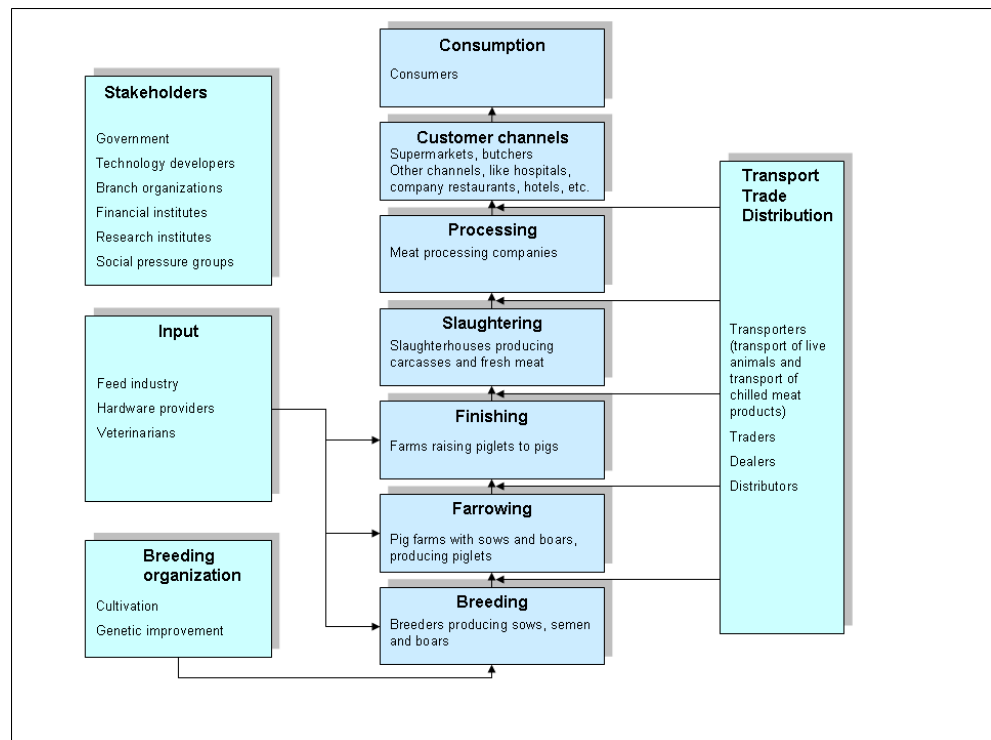 Consumption
Consumers
Stakeholders
Government
Technology developers
Branch organizations
Financial institutes
Research institutes
Social pressure groups
Customer channels
Supermarkets, butchers
Other channels, like hospitals,
company restaurants, hotels, etc.
Transport
Trade
Distribution
Transporters
(transport of live
animals and
transport of
chilled meat
products)
Traders
Dealers
Distributors
Processing
Meat processing companies
Input
Feed industry
Hardware providers
Veterinarians
Slaughtering
Slaughterhouses producing
carcasses and fresh meat
Finishing
Farms raising piglets to pigs
Farrowing
Pig farms with sows and boars,
producing piglets
Breeding
organization
Cultivation
Genetic improvement
Breeding
Breeders producing sows, semen
and boars